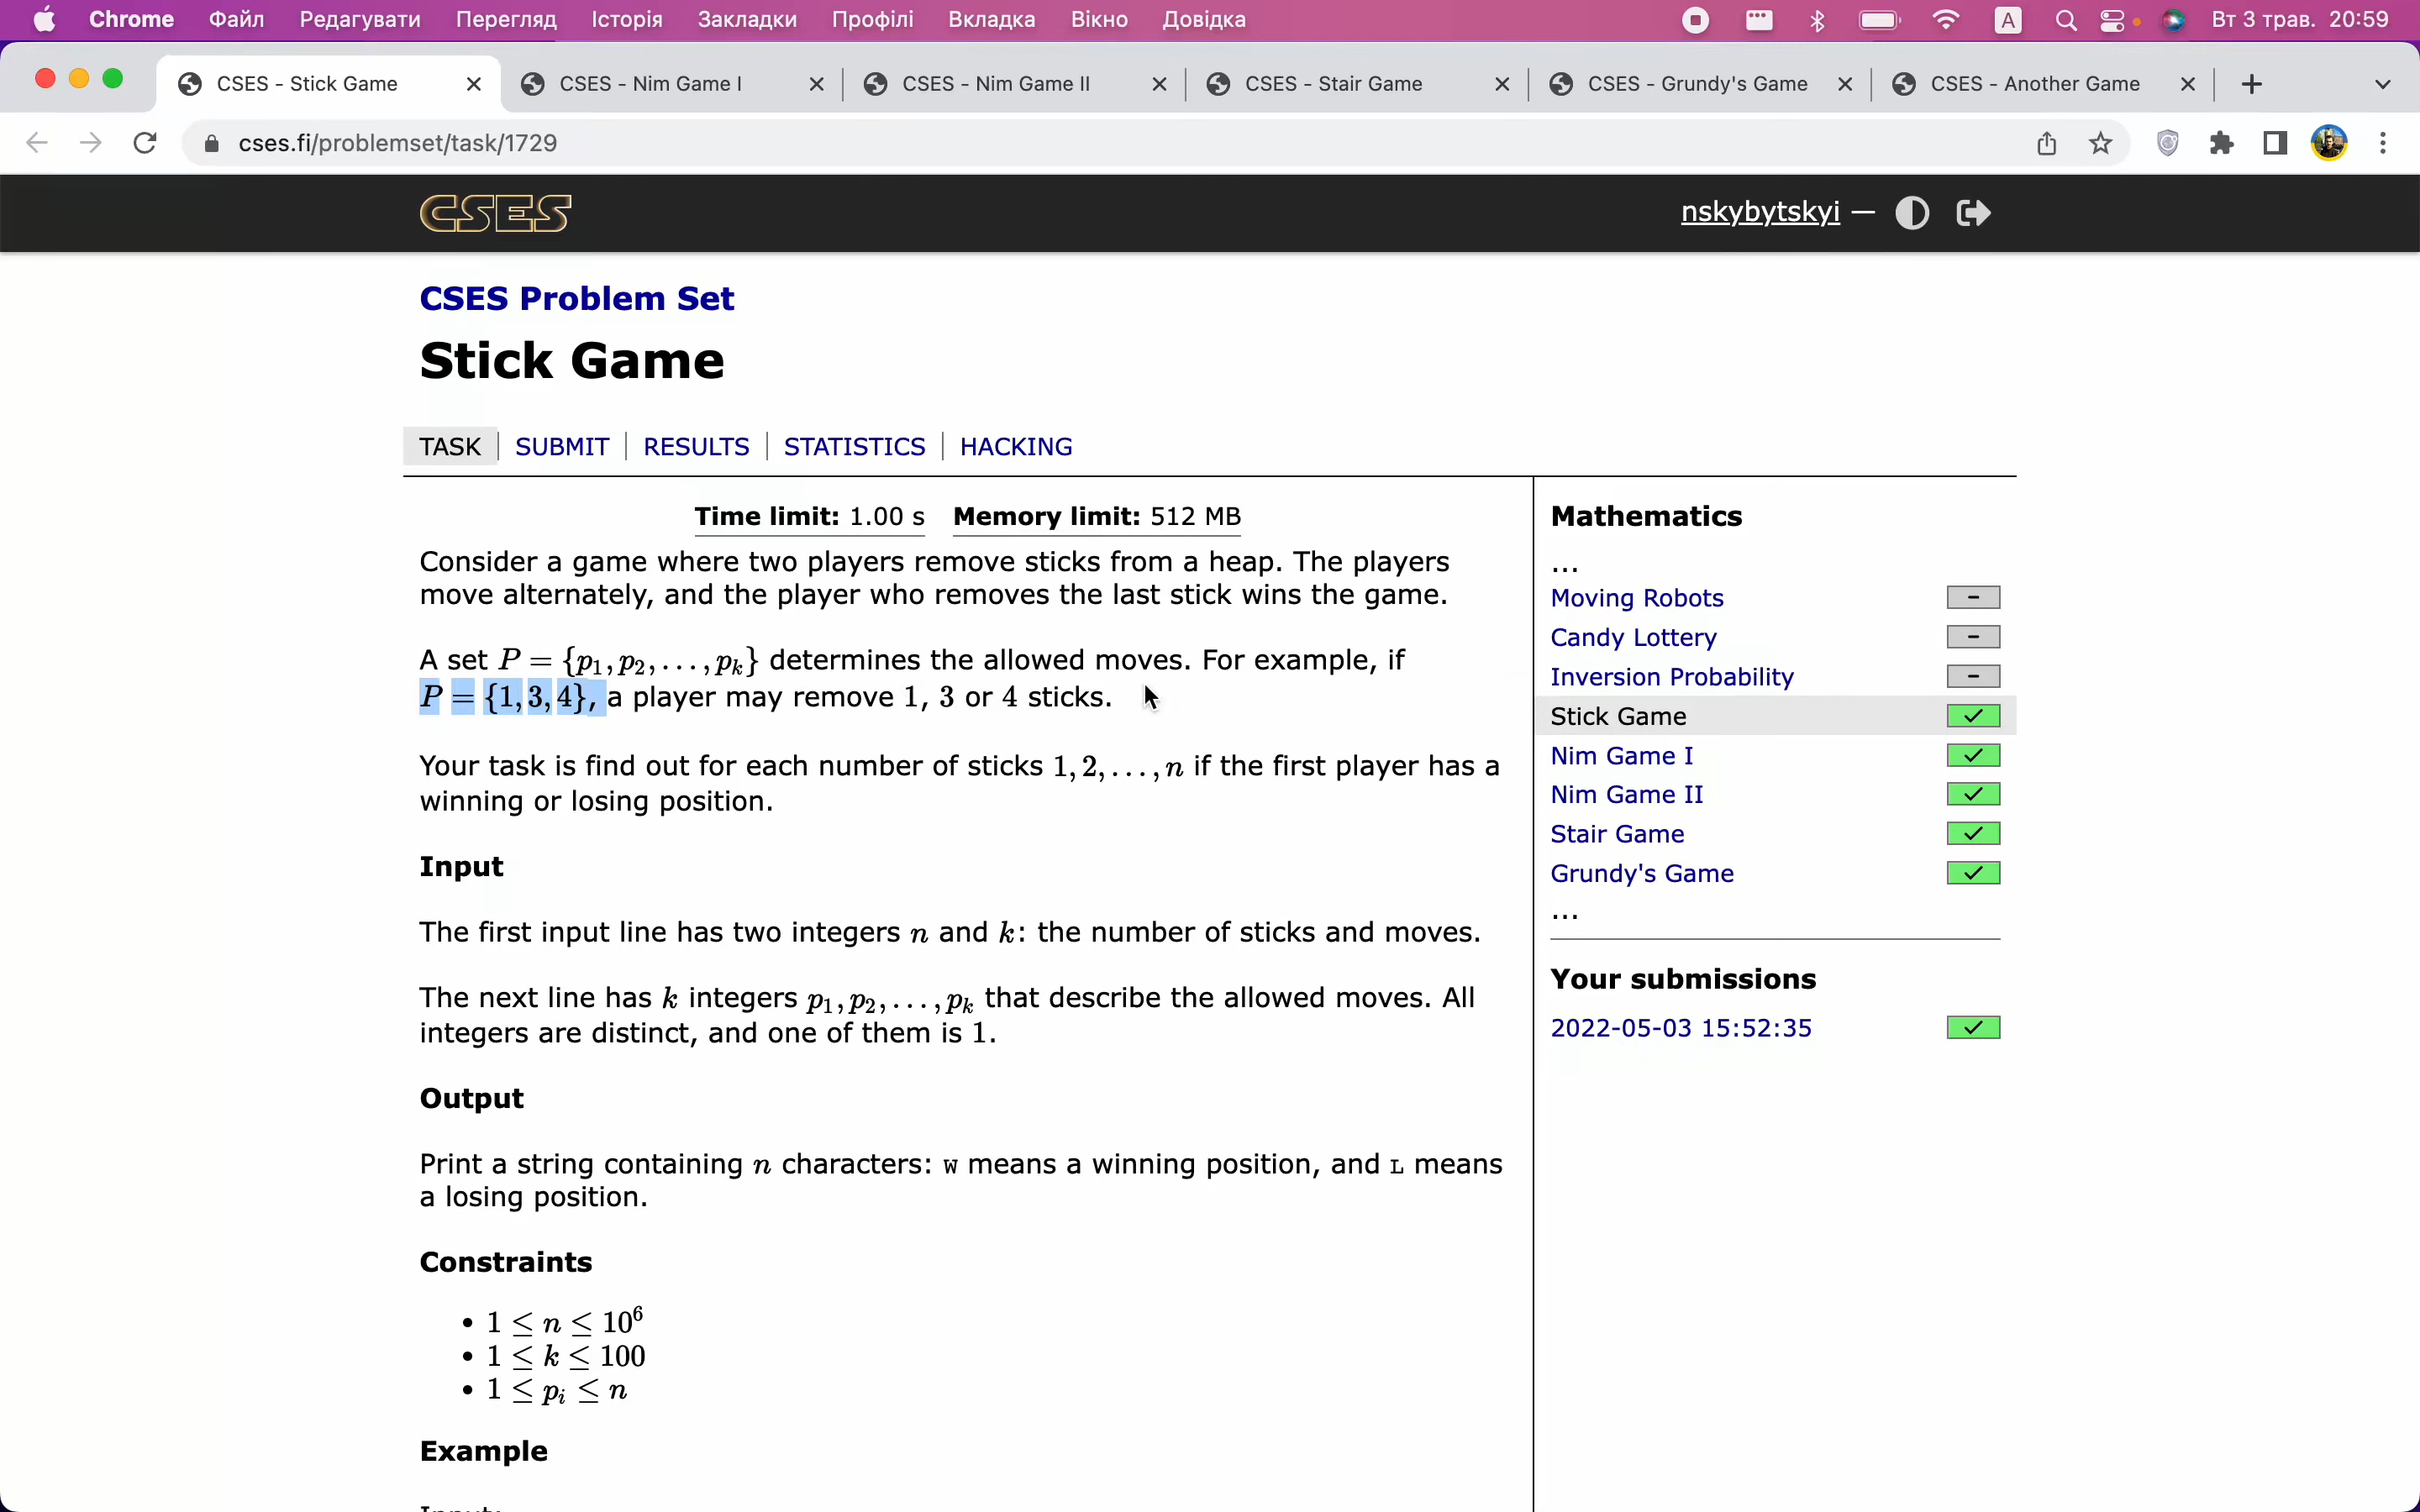 Chrome Файл Редагувати Перегляд Історія Закладки Профілі Вкладка Вікно Довідка A Вт 3 трав. 20:59
CSES - Stick Game CSES - Nim Game I CSES - Nim Game II CSES - Stair Game CSES - Grundy's Game CSES - Another Game
cses.fi/problemset/task/1729
CSES nskybytskyi —
CSES Problem Set
Stick Game
TASK SUBMIT RESULTS STATISTICS HACKING
Time limit: 1.00 s Memory limit: 512 MB
Consider a game where two players remove sticks from a heap. The players
move alternately, and the player who removes the last stick wins the game.
A set P = {p₁, p₂, . . . , pₖ} determines the allowed moves. For example, if
P = {1, 3, 4}, a player may remove 1, 3 or 4 sticks.
Your task is find out for each number of sticks 1, 2, . . . , n if the first player has a
winning or losing position.
Input
The first input line has two integers n and k: the number of sticks and moves.
The next line has k integers p₁, p₂, . . . , pₖ that describe the allowed moves. All
integers are distinct, and one of them is 1.
Output
Print a string containing n characters: W means a winning position, and L means
a losing position.
Constraints
• 1 ≤ n ≤ 10⁶
• 1 ≤ k ≤ 100
• 1 ≤ pᵢ ≤ n
Example
Mathematics
...
Moving Robots -
Candy Lottery -
Inversion Probability -
Stick Game ✓
Nim Game I ✓
Nim Game II ✓
Stair Game ✓
Grundy's Game ✓
...
Your submissions
2022-05-03 15:52:35 ✓